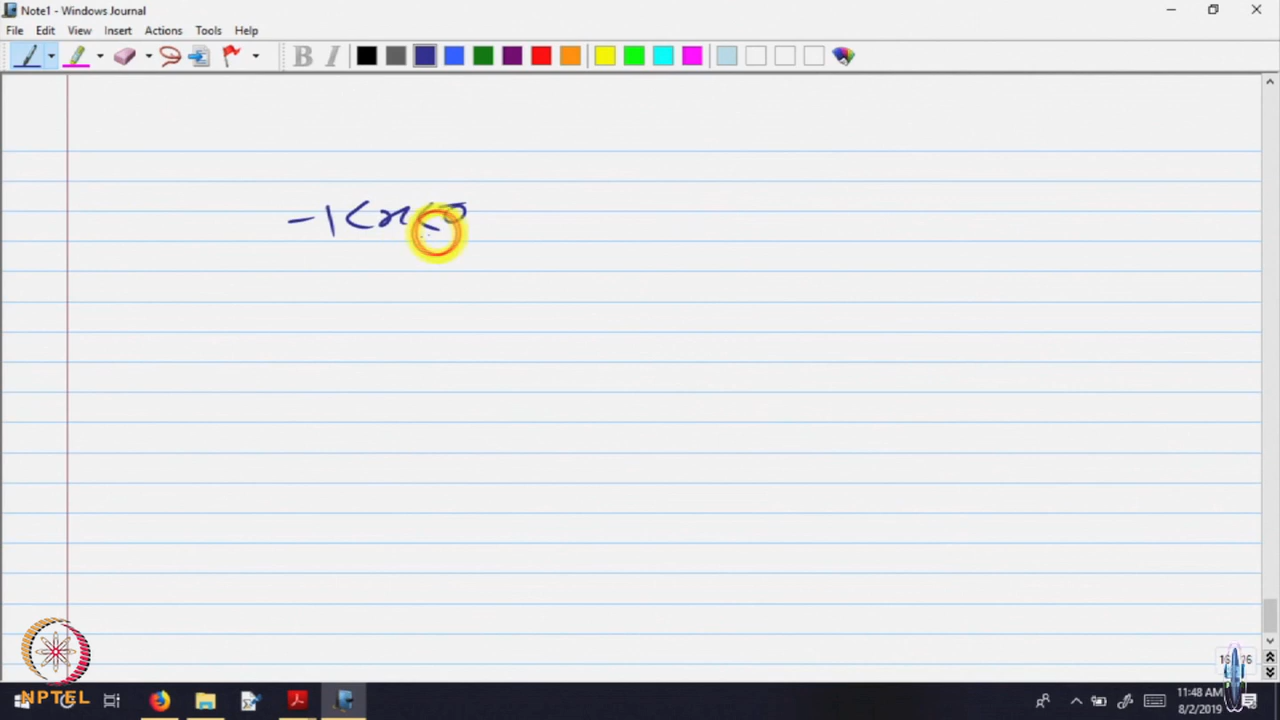 Note1 - Windows Journal
File Edit View Insert Actions Tools Help
B I
-1<x<0
NPTEL
11:48 AM
8/2/2019